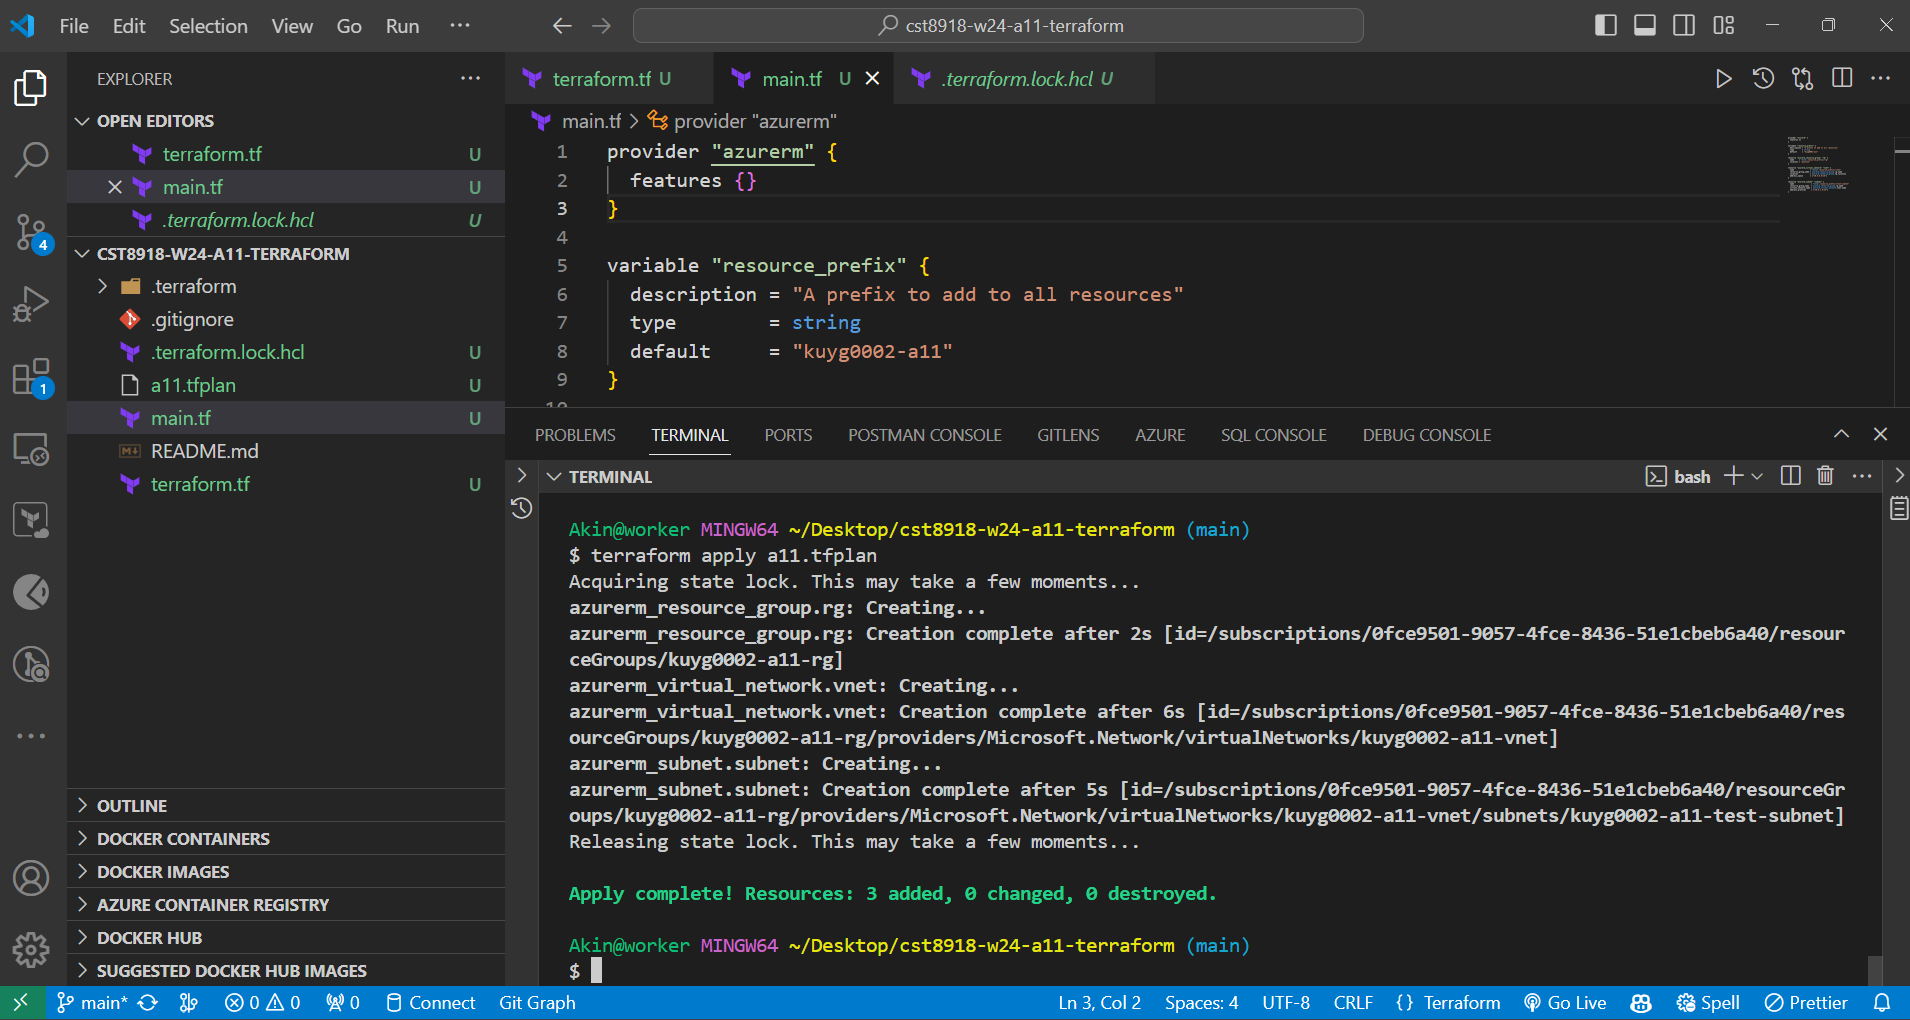 File Edit Selection View Go Run ···
cst8918-w24-a11-terraform
EXPLORER
OPEN EDITORS
terraform.tf U
main.tf U
.terraform.lock.hcl U
CST8918-W24-A11-TERRAFORM
.terraform
.gitignore
.terraform.lock.hcl U
a11.tfplan U
main.tf U
README.md
terraform.tf U
4
1
OUTLINE
DOCKER CONTAINERS
DOCKER IMAGES
AZURE CONTAINER REGISTRY
DOCKER HUB
SUGGESTED DOCKER HUB IMAGES
terraform.tf U main.tf U .terraform.lock.hcl U
main.tf > provider "azurerm"
1 provider "azurerm" {
2 features {}
3 }
4
5 variable "resource_prefix" {
6 description = "A prefix to add to all resources"
7 type = string
8 default = "kuyg0002-a11"
9 }
10
PROBLEMS TERMINAL PORTS POSTMAN CONSOLE GITLENS AZURE SQL CONSOLE DEBUG CONSOLE
TERMINAL bash
Akin@worker MINGW64 ~/Desktop/cst8918-w24-a11-terraform (main)
$ terraform apply a11.tfplan
Acquiring state lock. This may take a few moments...
azurerm_resource_group.rg: Creating...
azurerm_resource_group.rg: Creation complete after 2s [id=/subscriptions/0fce9501-9057-4fce-8436-51e1cbeb6a40/resour
ceGroups/kuyg0002-a11-rg]
azurerm_virtual_network.vnet: Creating...
azurerm_virtual_network.vnet: Creation complete after 6s [id=/subscriptions/0fce9501-9057-4fce-8436-51e1cbeb6a40/res
ourceGroups/kuyg0002-a11-rg/providers/Microsoft.Network/virtualNetworks/kuyg0002-a11-vnet]
azurerm_subnet.subnet: Creating...
azurerm_subnet.subnet: Creation complete after 5s [id=/subscriptions/0fce9501-9057-4fce-8436-51e1cbeb6a40/resourceGr
oups/kuyg0002-a11-rg/providers/Microsoft.Network/virtualNetworks/kuyg0002-a11-vnet/subnets/kuyg0002-a11-test-subnet]
Releasing state lock. This may take a few moments...
Apply complete! Resources: 3 added, 0 changed, 0 destroyed.
Akin@worker MINGW64 ~/Desktop/cst8918-w24-a11-terraform (main)
$
main* 0 0 0 Connect Git Graph Ln 3, Col 2 Spaces: 4 UTF-8 CRLF {} Terraform Go Live Spell Prettier